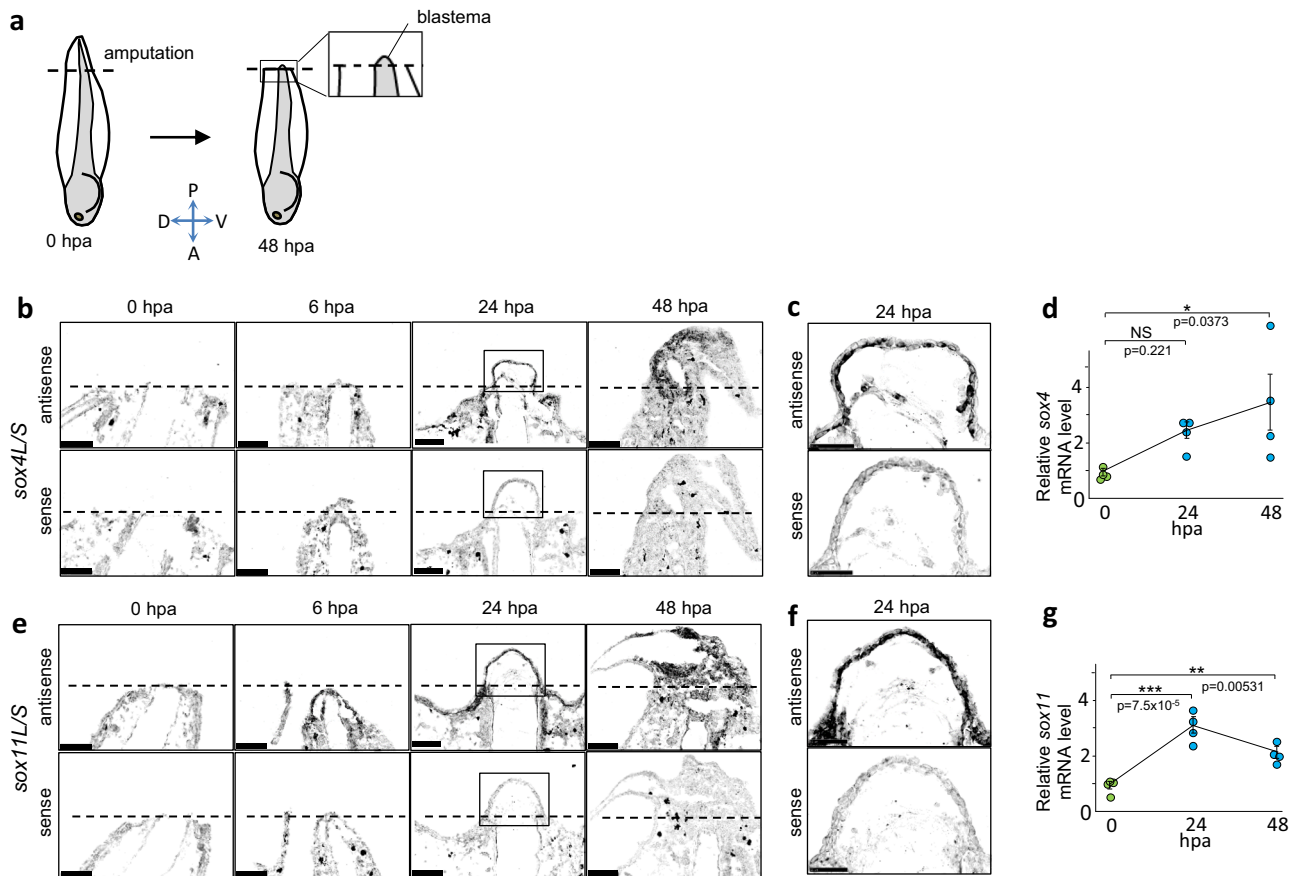 a
blastema
amputation
P
D V
A
0 hpa
48 hpa
b
0 hpa 6 hpa 24 hpa 48 hpa
antisense
sense
sox4L/S
c
24 hpa
antisense
sense
d
*
p=0.0373
NS
p=0.221
4
2
0
Relative sox4
mRNA level
0 24 48
hpa
e
0 hpa 6 hpa 24 hpa 48 hpa
antisense
sense
sox11L/S
f
24 hpa
antisense
sense
g
**
p=0.00531
***
p=7.5x10⁻⁵
4
2
0
Relative sox11
mRNA level
0 24 48
hpa